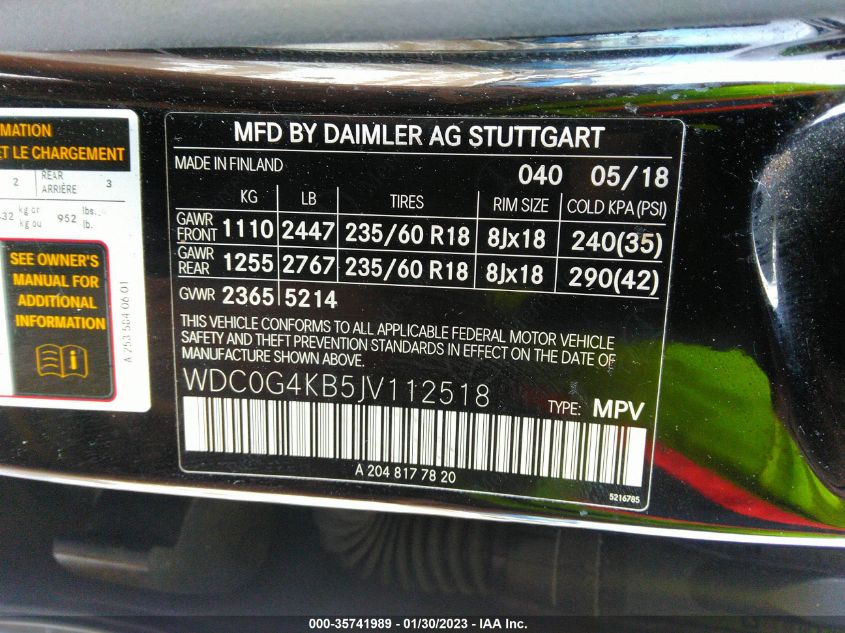 MATION
ET LE CHARGEMENT
2 REAR ARRIÈRE 3
kg or kg ou 952 lbs. lb.
SEE OWNER'S
MANUAL FOR
ADDITIONAL
INFORMATION
A 253 584 06 01
MFD BY DAIMLER AG STUTTGART
MADE IN FINLAND 040 05/18
KG LB TIRES RIM SIZE COLD KPA (PSI)
GAWR FRONT 1110 2447 235/60 R18 8Jx18 240(35)
GAWR REAR 1255 2767 235/60 R18 8Jx18 290(42)
GVWR 2365 5214
THIS VEHICLE CONFORMS TO ALL APPLICABLE FEDERAL MOTOR VEHICLE
SAFETY AND THEFT PREVENTION STANDARDS IN EFFECT ON THE DATE OF
MANUFACTURE SHOWN ABOVE.
WDC0G4KB5JV112518
TYPE: MPV
A 204 817 78 20
5216785
000-35741989 - 01/30/2023 - IAA Inc.